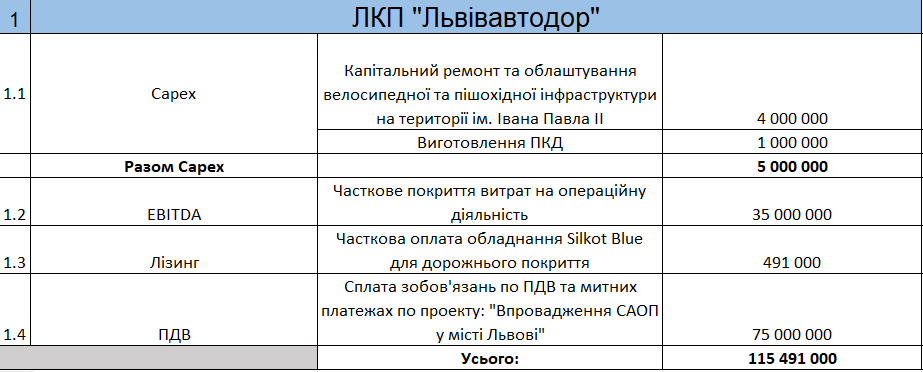 1 ЛКП "Львівавтодор"
Капітальний ремонт та облаштування
велосипедної та пішохідної інфраструктури
1.1 Capex на території ім. Івана Павла ІІ 4 000 000
Виготовлення ПКД 1 000 000
Разом Capex 5 000 000
Часткове покриття витрат на операційну
1.2 EBITDA діяльність 35 000 000
Часткова оплата обладнання Silkot Blue
1.3 Лізинг для дорожнього покриття 491 000
Сплата зобов'язань по ПДВ та митних
платежах по проекту: "Впровадження САОП
1.4 ПДВ у місті Львові" 75 000 000
Усього: 115 491 000